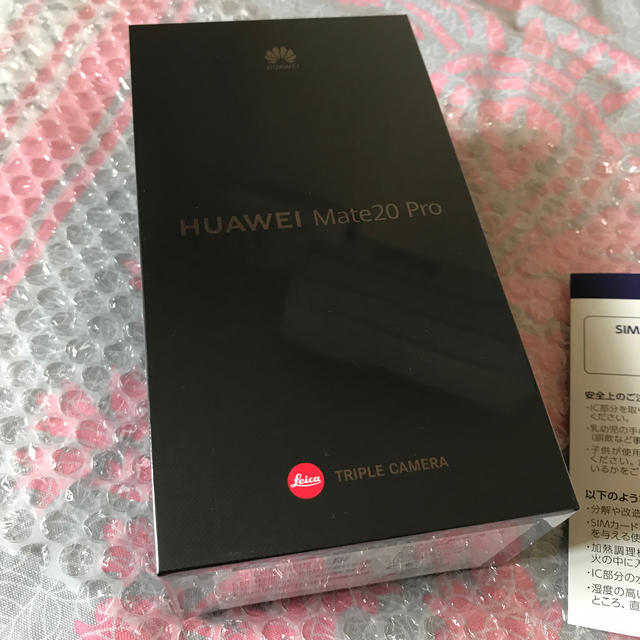 HUAWEI
HUAWEI Mate20 Pro
Leica
TRIPLE CAMERA
SIM
安全上のご注
・IC部分を取
ください。
・乳幼児の手
(誤飲など事
・子供が使用
ください。
いるかをご
以下のよう
・分解や改造
・SIMカード
を与える使
・加熱調理機
火の中に入
・IC部分の
・湿度の高い
ところ、直